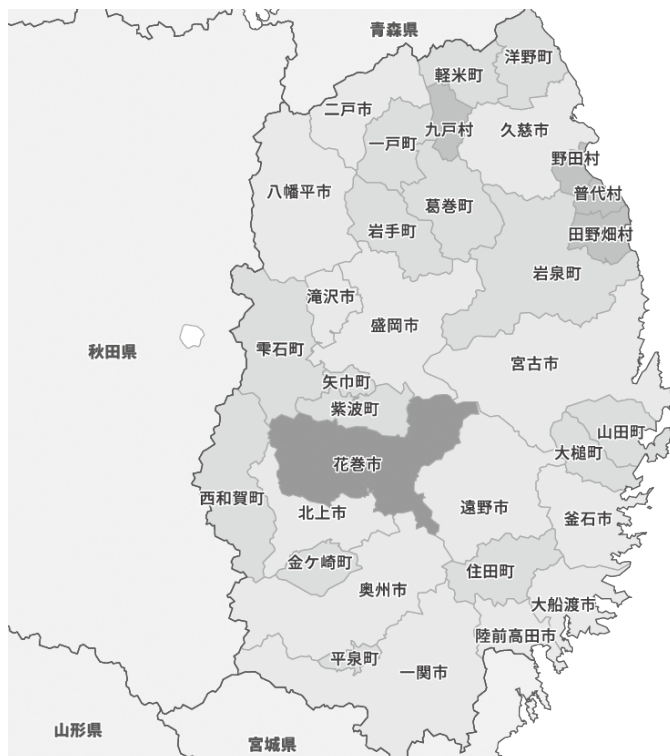 青森県
洋野町
軽米町
二戸市
九戸村
久慈市
一戸町
野田村
八幡平市
普代村
葛巻町
岩手町
田野畑村
岩泉町
滝沢市
盛岡市
雫石町
秋田県
宮古市
矢巾町
紫波町
山田町
大槌町
花巻市
西和賀町
遠野市
北上市
釜石市
金ケ崎町
住田町
奥州市
大船渡市
陸前高田市
平泉町
一関市
山形県
宮城県